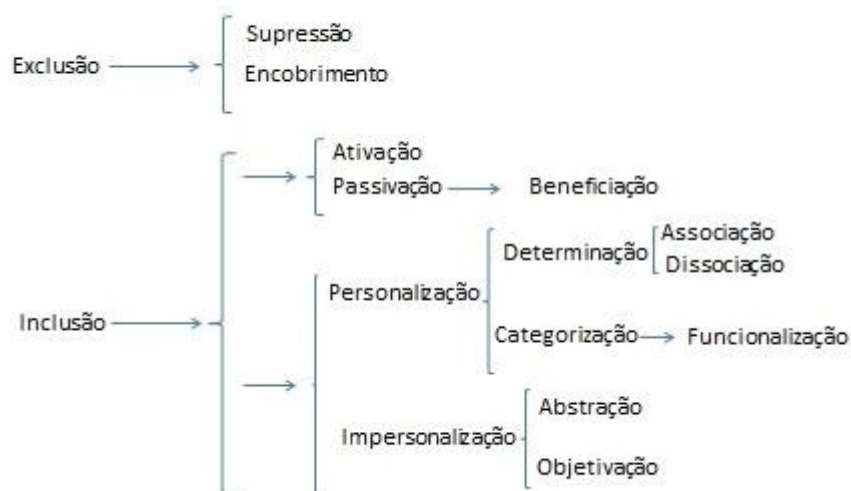 Supressão
Exclusão
Encobrimento
Ativação
Passivação
Beneficiação
Associação
Determinação
Dissociação
Personalização
Inclusão
Categorização
Funcionalização
Abstração
Impersonalização
Objetivação